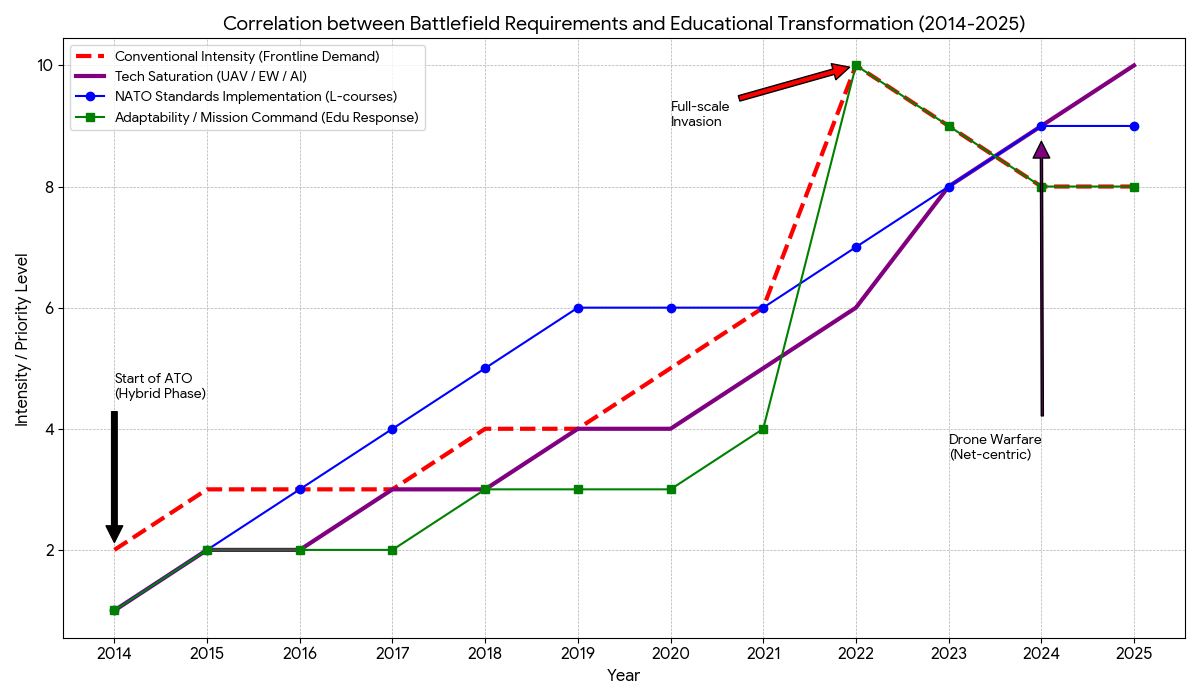 Correlation between Battlefield Requirements and Educational Transformation (2014-2025)
Conventional Intensity (Frontline Demand)
Tech Saturation (UAV / EW / AI)
NATO Standards Implementation (L-courses)
Adaptability / Mission Command (Edu Response)
Full-scale
Invasion
Start of ATO
(Hybrid Phase)
Drone Warfare
(Net-centric)
Intensity / Priority Level
10
8
6
4
2
2014 2015 2016 2017 2018 2019 2020 2021 2022 2023 2024 2025
Year